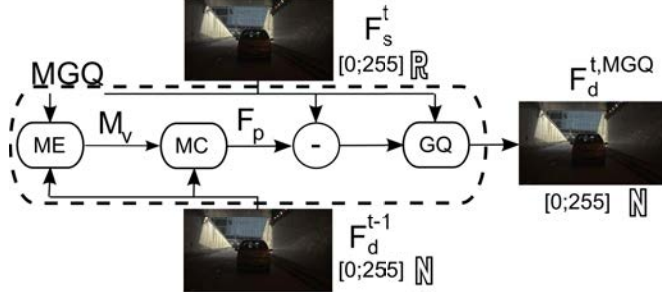 F_s^t
[0;255] ℝ
MGQ
F_d^{t,MGQ}
ME
M_v
MC
F_p
-
GQ
[0;255] ℕ
F_d^{t-1}
[0;255] ℕ